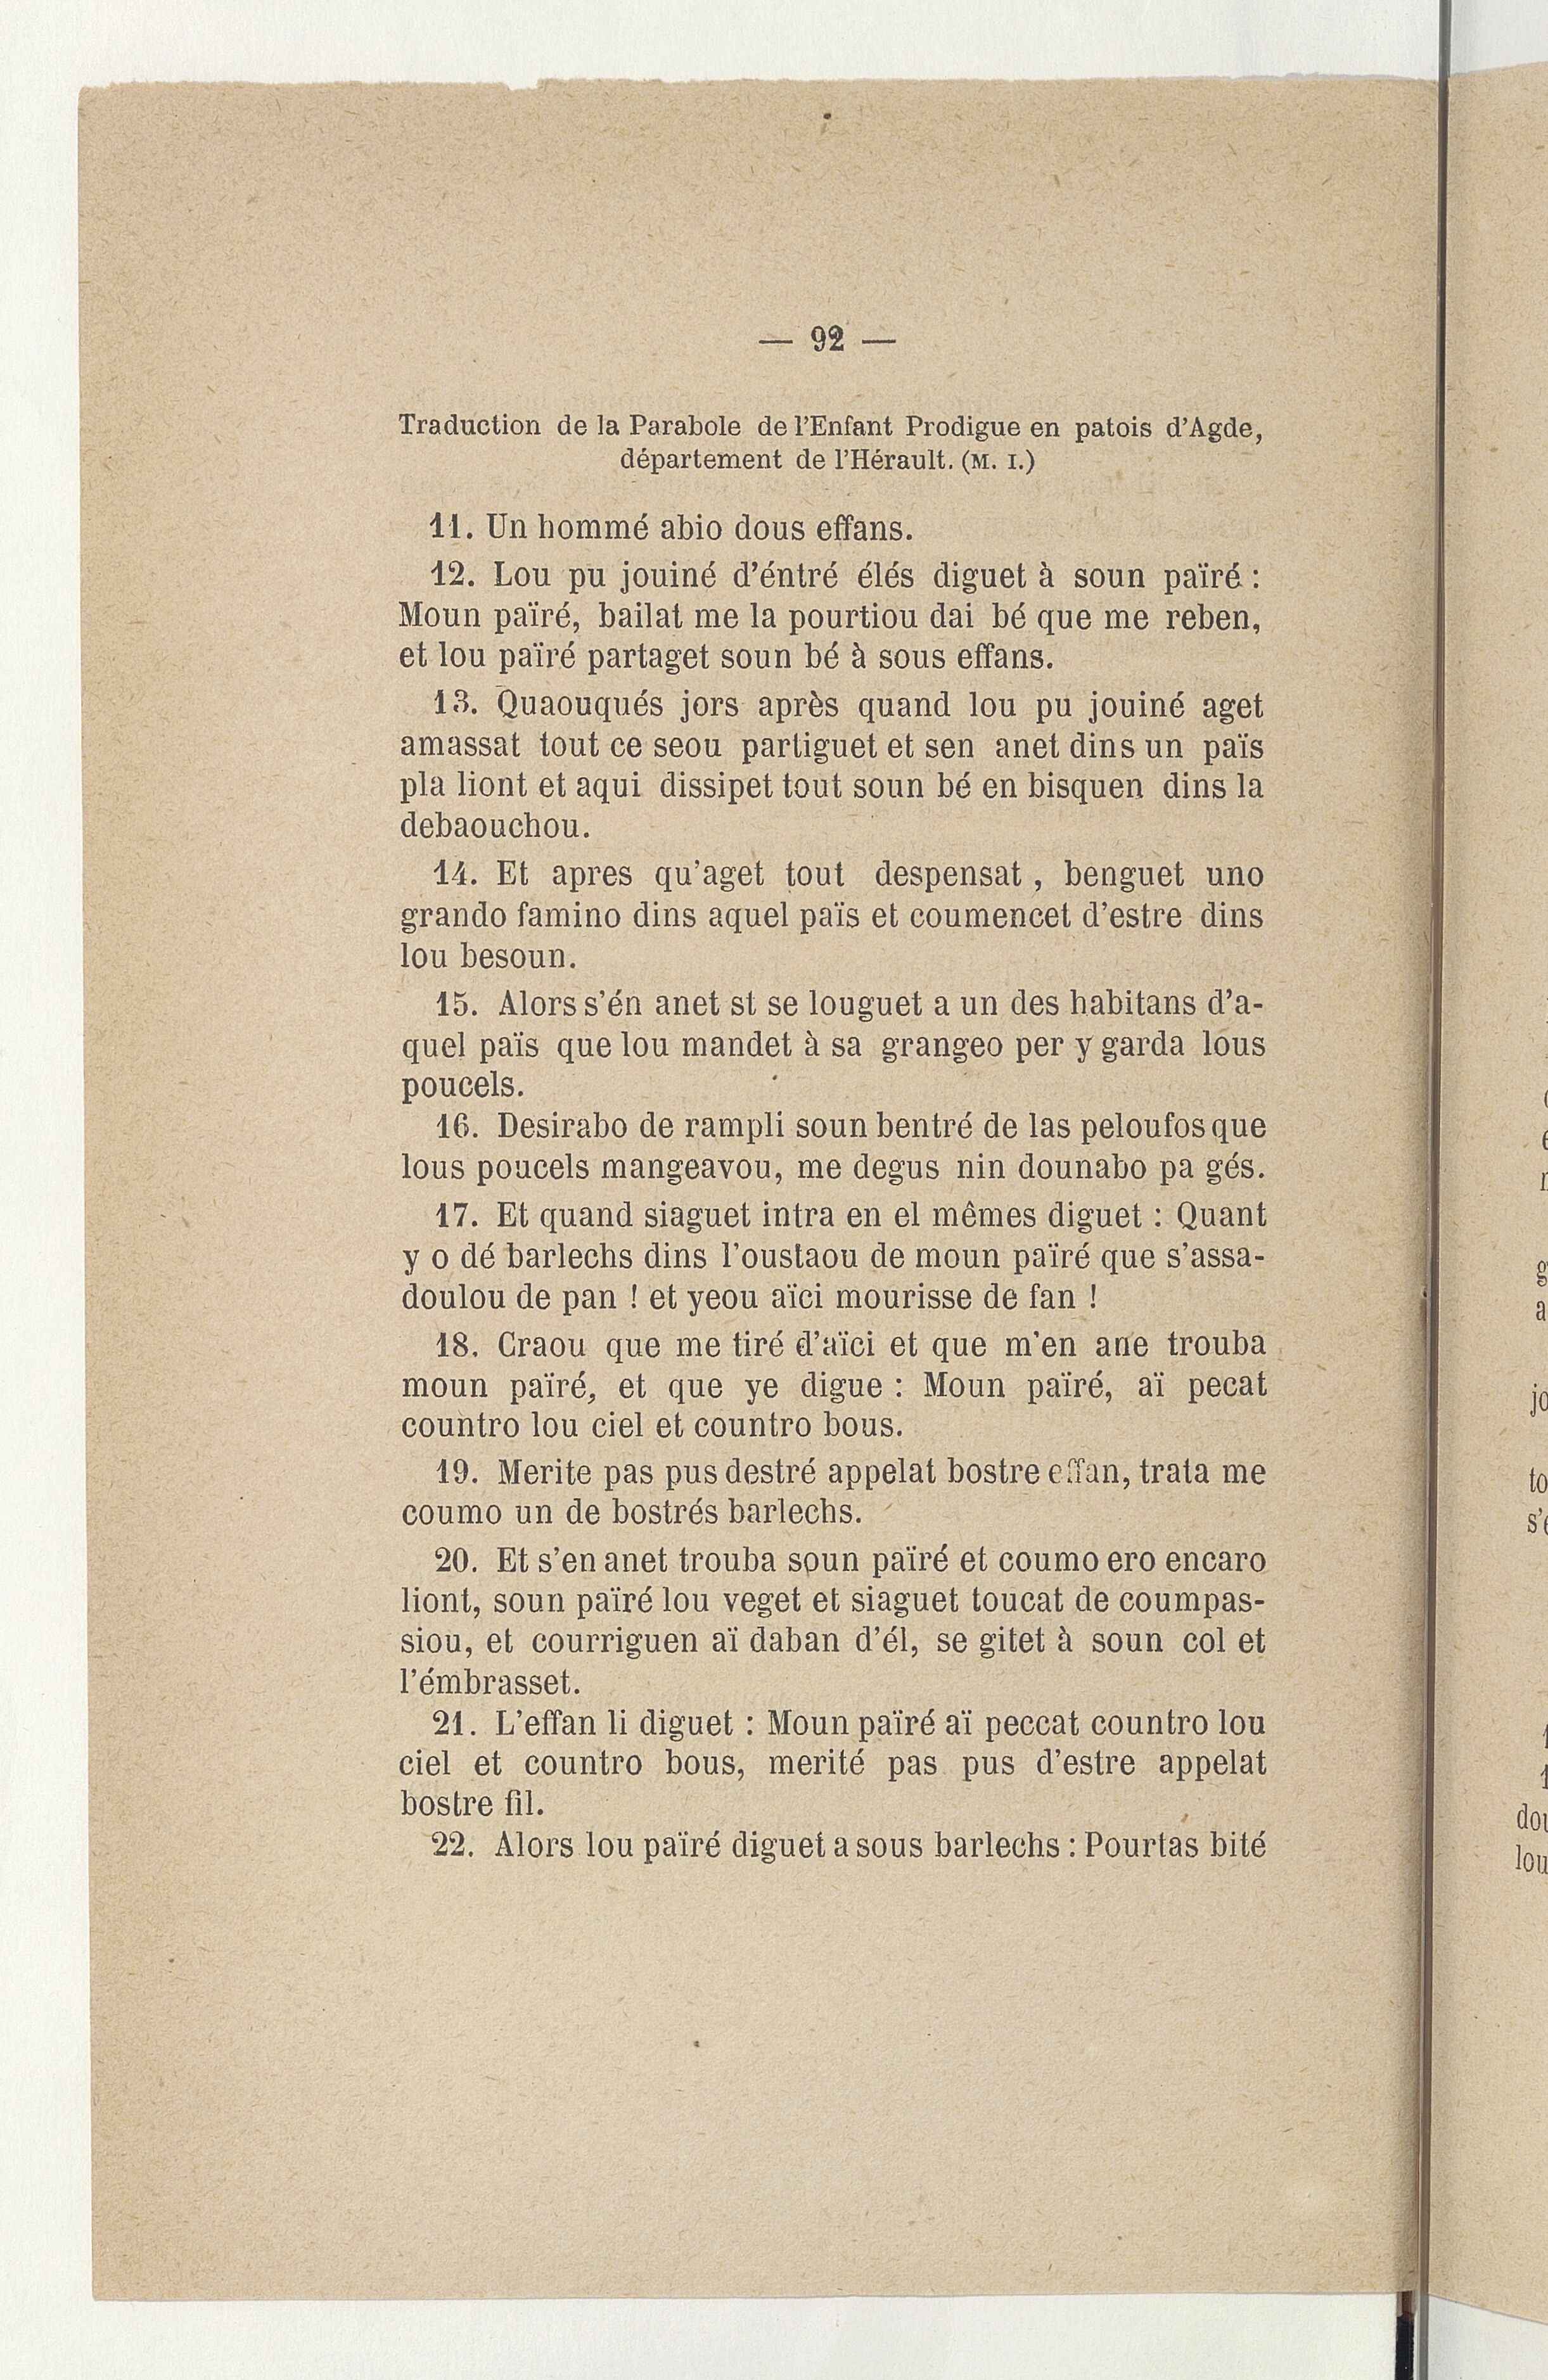 — 92 —
Traduction de la Parabole de l'Enfant Prodigue en patois d'Agde,
département de l'Hérault. (M. I.)
11. Un hommé abio dous effans.
12. Lou pu jouiné d'éntré élés diguet à soun païré :
Moun païré, bailat me la pourtiou dai bé que me reben,
et lou païré partaget soun bé à sous effans.
13. Quaouqués jors après quand lou pu jouiné aget
amassat tout ce seou partiguet et sen anet dins un païs
pla liont et aqui dissipet tout soun bé en bisquen dins la
debaouchou.
14. Et apres qu'aget tout despensat, benguet uno
grando famino dins aquel païs et coumencet d'estre dins
lou besoun.
15. Alors s'én anet st se louguet a un des habitans d'a-
quel païs que lou mandet à sa grangeo per y garda lous
poucels.
16. Desirabo de rampli soun bentré de las peloufos que
lous poucels mangeavou, me degus nin dounabo pa gés.
17. Et quand siaguet intra en el mêmes diguet : Quant
y o dé barlechs dins l'oustaou de moun païré que s'assa-
doulou de pan ! et yeou aïci mourisse de fan !
18. Craou que me tiré d'aïci et que m'en ane trouba
moun païré, et que ye digue : Moun païré, aï pecat
countro lou ciel et countro bous.
19. Merite pas pus destré appelat bostre effan, trata me
coumo un de bostrés barlechs.
20. Et s'en anet trouba soun païré et coumo ero encaro
liont, soun païré lou veget et siaguet toucat de coumpas-
siou, et courriguen aï daban d'él, se gitet à soun col et
l'émbrasset.
21. L'effan li diguet : Moun païré aï peccat countro lou
ciel et countro bous, merité pas pus d'estre appelat
bostre fil.
22. Alors lou païré diguet a sous barlechs : Pourtas bité